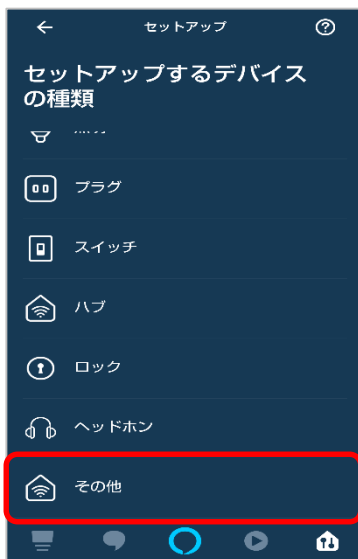 セットアップ
セットアップするデバイス
の種類
プラグ
スイッチ
ハブ
ロック
ヘッドホン
その他